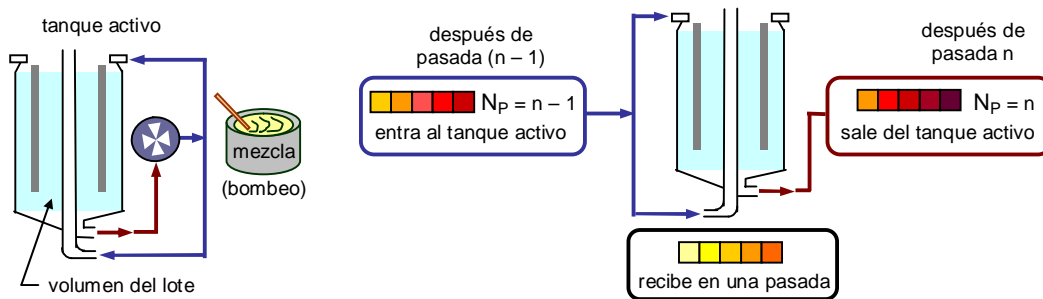 tanque activo
mezcla
(bombeo)
volumen del lote
después de
pasada (n – 1)
N_P = n – 1
entra al tanque activo
después de
pasada n
N_P = n
sale del tanque activo
recibe en una pasada